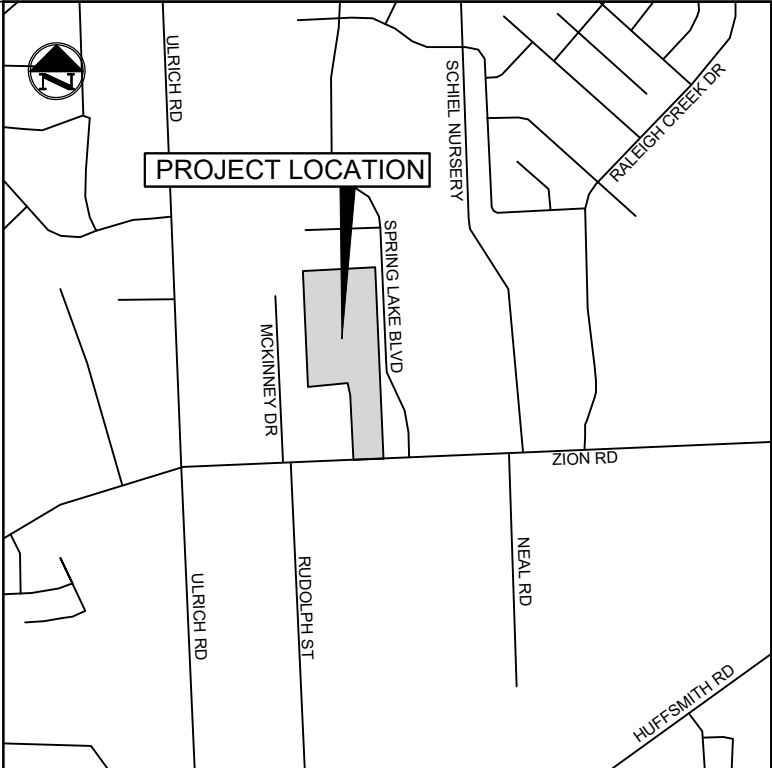 N
ULRICH RD
SCHIEL NURSERY
RALEIGH CREEK DR
PROJECT LOCATION
SPRING LAKE BLVD
MCKINNEY DR
ZION RD
ULRICH RD
RUDOLPH ST
NEAL RD
HUFFSMITH RD